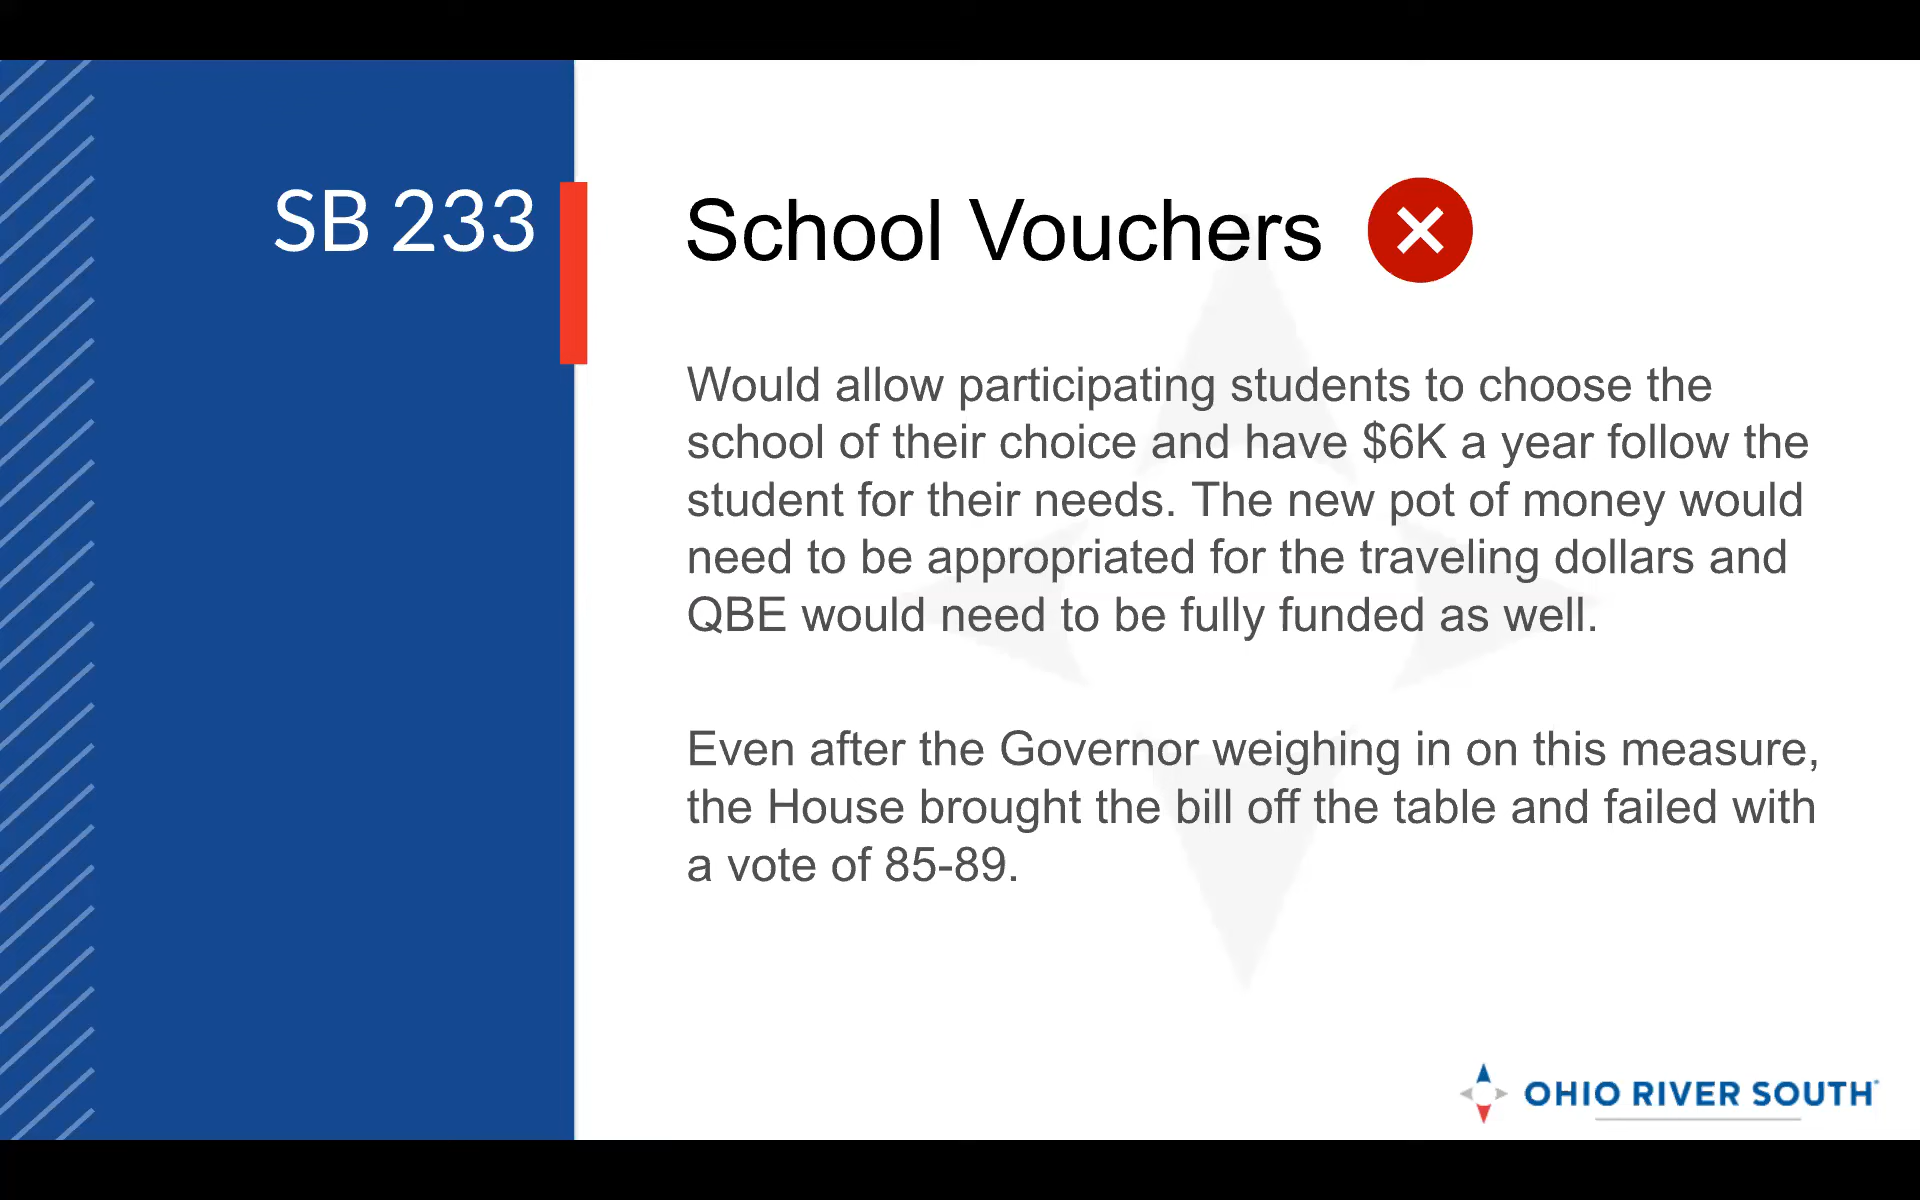 SB 233
School Vouchers
Would allow participating students to choose the
school of their choice and have $6K a year follow the
student for their needs. The new pot of money would
need to be appropriated for the traveling dollars and
QBE would need to be fully funded as well.
Even after the Governor weighing in on this measure,
the House brought the bill off the table and failed with
a vote of 85-89.
OHIO RIVER SOUTH